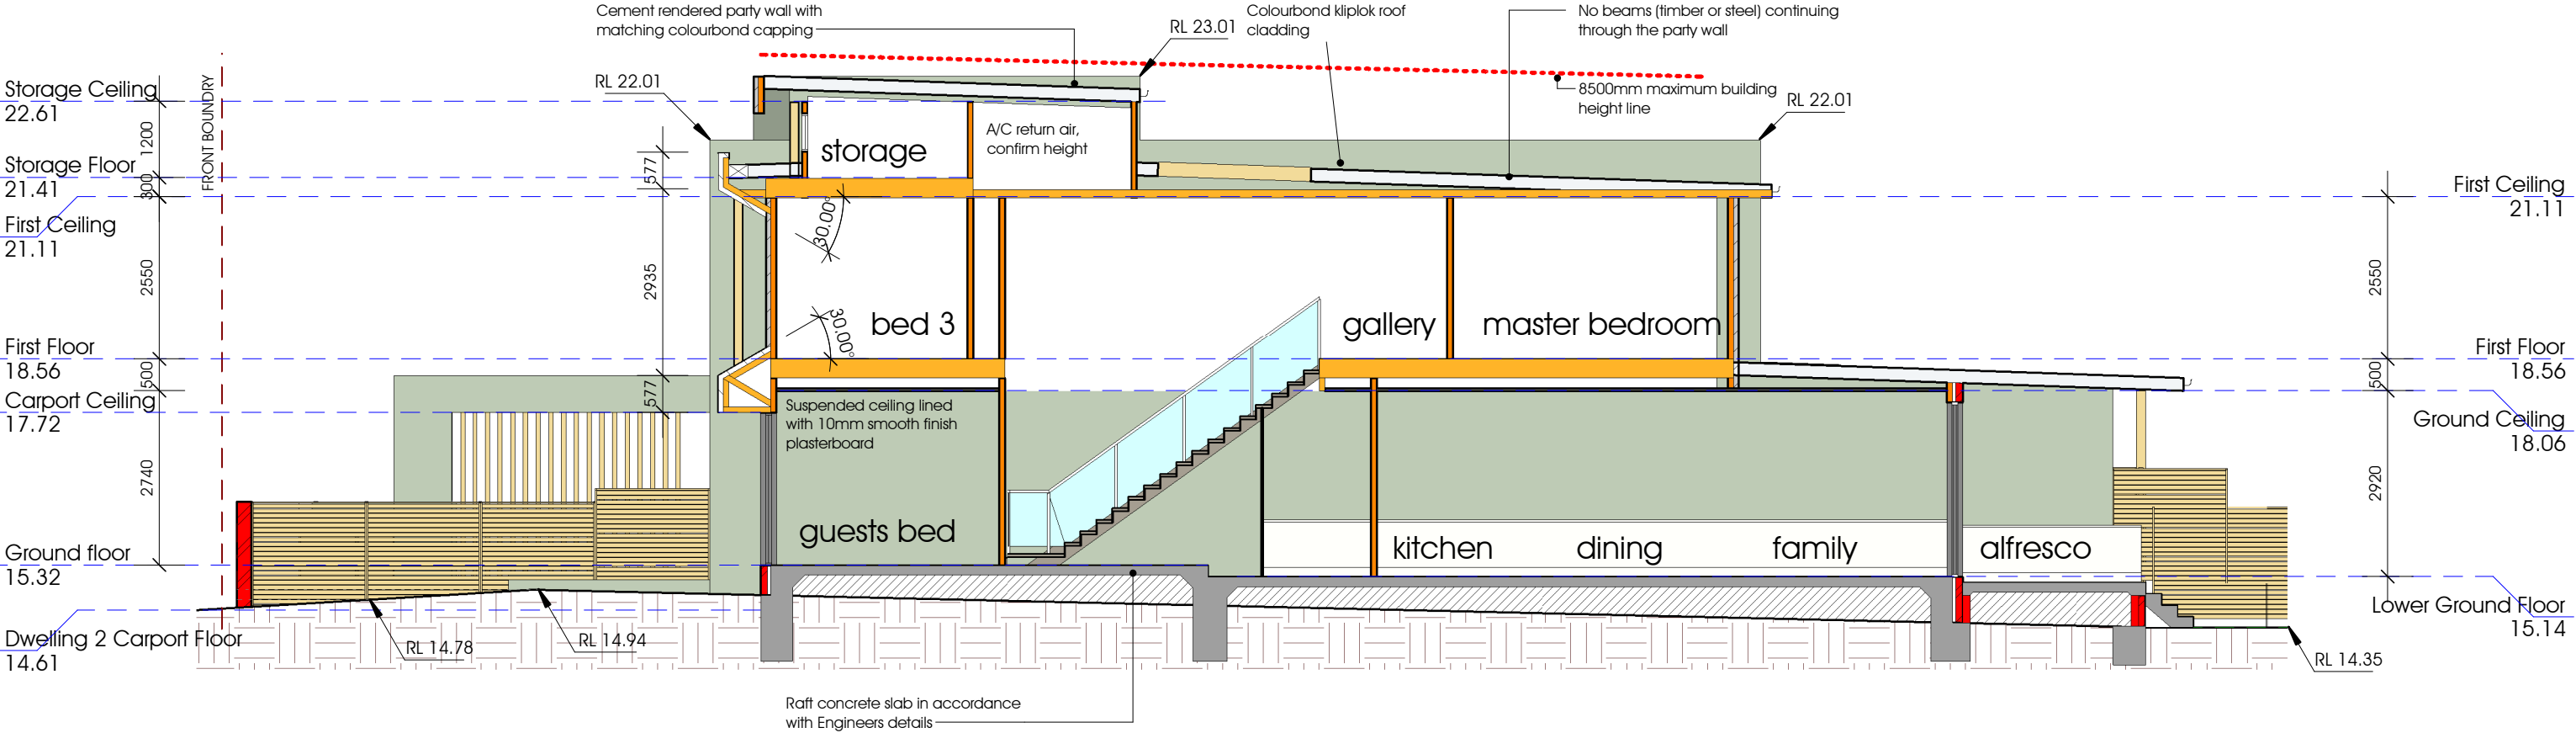 Cement rendered party wall with
matching colourbond capping
RL 23.01
Colourbond kliplok roof
cladding
No beams (timber or steel) continuing
through the party wall
RL 22.01
8500mm maximum building
height line
RL 22.01
FRONT BOUNDRY
Storage Ceiling
22.61
1200
Storage Floor
21.41
300
First Ceiling
21.11
2550
First Floor
18.56
500
Carport Ceiling
17.72
2740
Ground floor
15.32
Dwelling 2 Carport Floor
14.61
577
2935
577
storage
A/C return air,
confirm height
30.00°
30.00°
bed 3
gallery
master bedroom
Suspended ceiling lined
with 10mm smooth finish
plasterboard
guests bed
kitchen
dining
family
alfresco
First Ceiling
21.11
2550
First Floor
18.56
500
Ground Ceiling
18.06
2920
Lower Ground Floor
15.14
RL 14.78
RL 14.94
RL 14.35
Raft concrete slab in accordance
with Engineers details